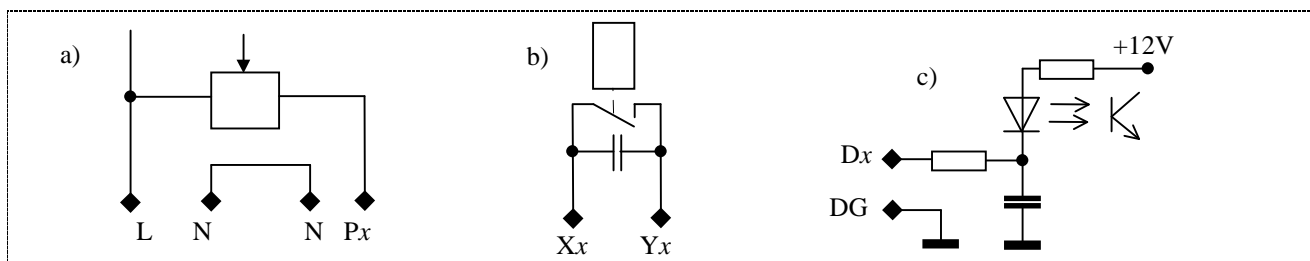 a)
L N N Px
b)
Xx Yx
c)
+12V
Dx
DG